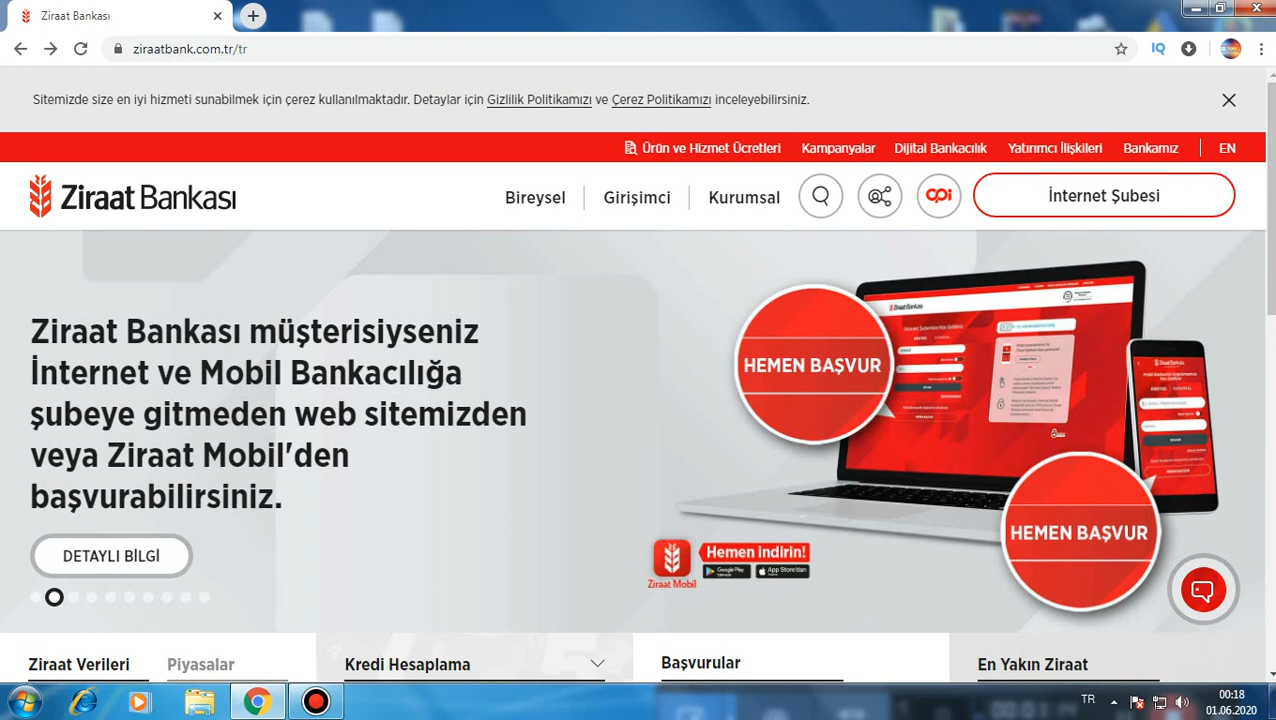 Ziraat Bankası
ziraatbank.com.tr/tr
IQ
Sitemizde size en iyi hizmeti sunabilmek için çerez kullanılmaktadır. Detaylar için Gizlilik Politikamızı ve Çerez Politikamızı inceleyebilirsiniz.
Ürün ve Hizmet Ücretleri Kampanyalar Dijital Bankacılık Yatırımcı İlişkileri Bankamız EN
Ziraat Bankası Bireysel Girişimci Kurumsal İnternet Şubesi
Ziraat Bankası müşterisiyseniz
İnternet ve Mobil Bankacılığa
şubeye gitmeden web sitemizden
veya Ziraat Mobil'den
başvurabilirsiniz.
DETAYLI BİLGİ
HEMEN BAŞVUR
HEMEN BAŞVUR
Hemen indirin!
Google Play
App Store'dan
Ziraat Mobil
Ziraat Verileri Piyasalar Kredi Hesaplama Başvurular En Yakın Ziraat
TR
00:18
01.06.2020